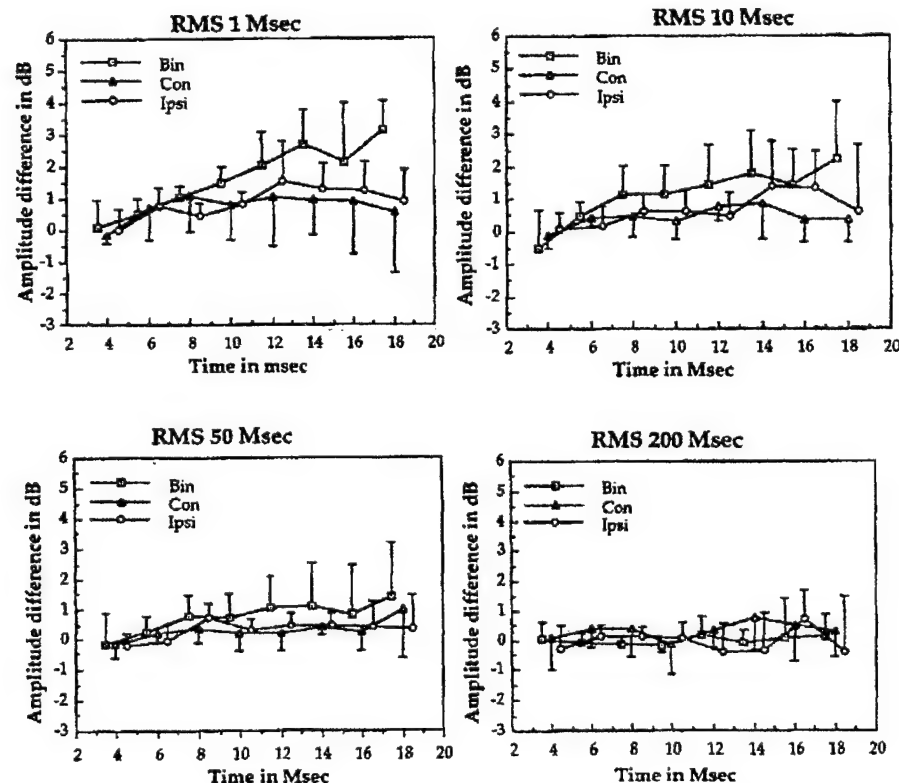 RMS 1 Msec
6
5
4
3
2
1
0
-1
-2
-3
Amplitude difference in dB
Bin
Con
Ipsi
2 4 6 8 10 12 14 16 18 20
Time in msec
RMS 10 Msec
6
5
4
3
2
1
0
-1
-2
-3
Amplitude difference in dB
Bin
Con
Ipsi
2 4 6 8 10 12 14 16 18 20
Time in Msec
RMS 50 Msec
6
5
4
3
2
1
0
-1
-2
-3
Amplitude difference in dB
Bin
Con
Ipsi
2 4 6 8 10 12 14 16 18 20
Time in Msec
RMS 200 Msec
6
5
4
3
2
1
0
-1
-2
-3
Amplitude difference in dB
Bin
Con
Ipsi
2 4 6 8 10 12 14 16 18 20
Time in Msec